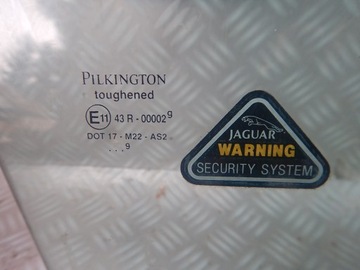 PILKINGTON
toughened
E11 43 R - 00002 9
DOT 17 - M22 - AS2
. . . 9
JAGUAR
WARNING
SECURITY SYSTEM